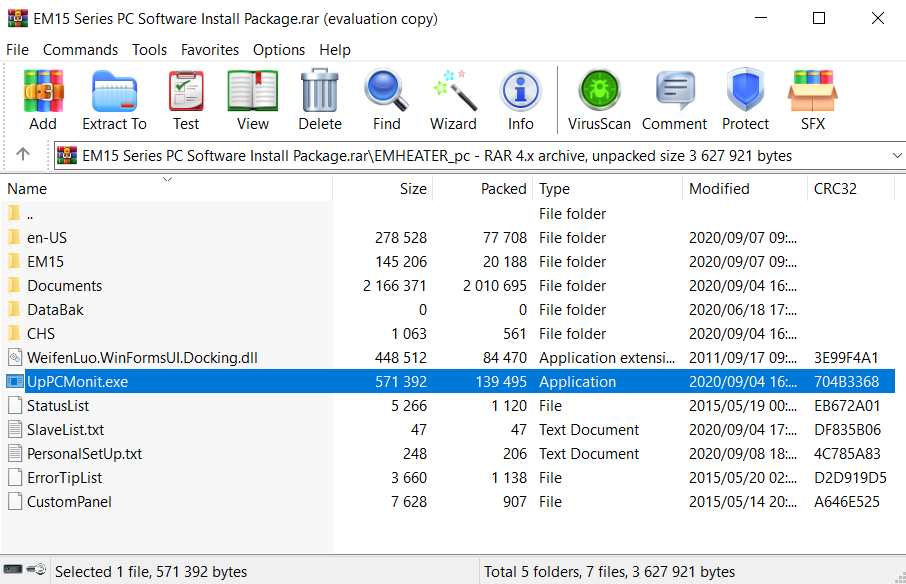 EM15 Series PC Software Install Package.rar (evaluation copy)
File Commands Tools Favorites Options Help
Add Extract To Test View Delete Find Wizard Info VirusScan Comment Protect SFX
EM15 Series PC Software Install Package.rar\EMHEATER_pc - RAR 4.x archive, unpacked size 3 627 921 bytes
Name Size Packed Type Modified CRC32
.. File folder
en-US 278 528 77 708 File folder 2020/09/07 09:...
EM15 145 206 20 188 File folder 2020/09/07 09:...
Documents 2 166 371 2 010 695 File folder 2020/09/04 16:...
DataBak 0 0 File folder 2020/06/18 17:...
CHS 1 063 561 File folder 2020/09/04 16:...
WeifenLuo.WinFormsUI.Docking.dll 448 512 84 470 Application extensi... 2011/09/17 09:... 3E99F4A1
UpPCMonit.exe 571 392 139 495 Application 2020/09/04 16:... 704B3368
StatusList 5 266 1 120 File 2015/05/19 00:... EB672A01
SlaveList.txt 47 47 Text Document 2020/09/04 17:... DF835B06
PersonalSetUp.txt 248 206 Text Document 2020/09/08 18:... 4C785A83
ErrorTipList 3 660 1 138 File 2015/05/20 02:... D2D919D5
CustomPanel 7 628 907 File 2015/05/14 20:... A646E525
Selected 1 file, 571 392 bytes Total 5 folders, 7 files, 3 627 921 bytes